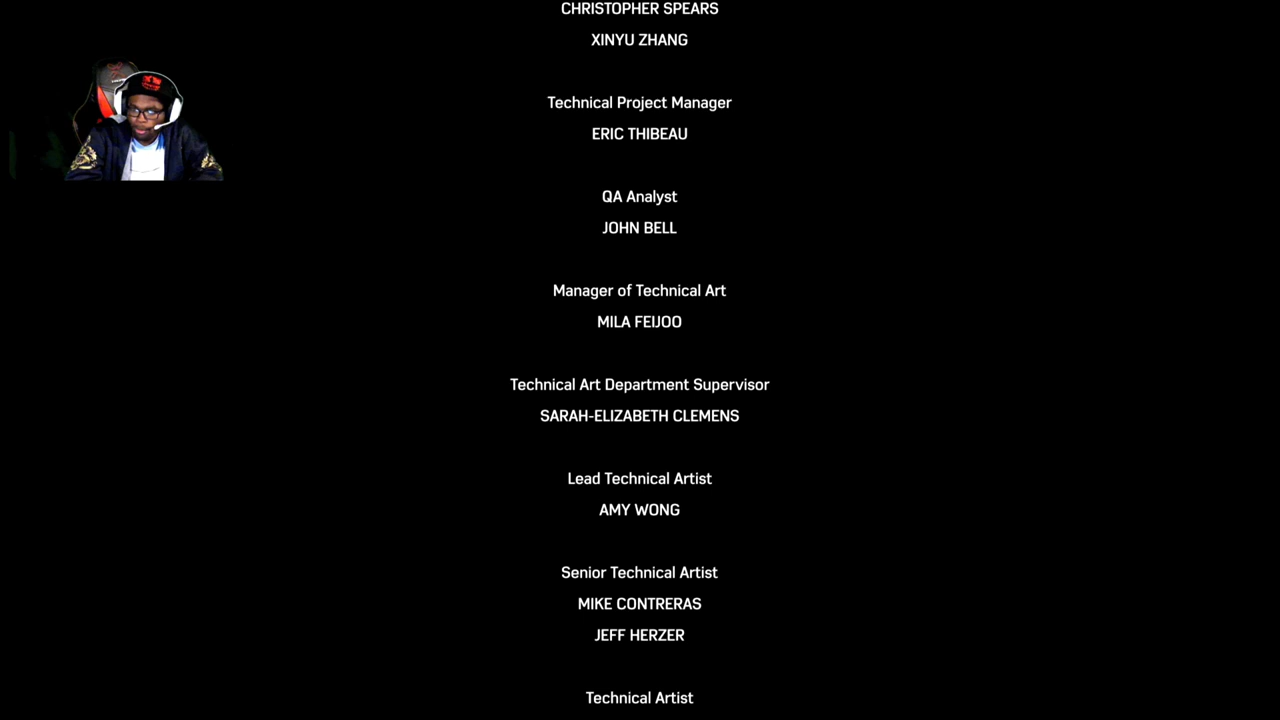 CHRISTOPHER SPEARS
XINYU ZHANG
Technical Project Manager
ERIC THIBEAU
QA Analyst
JOHN BELL
Manager of Technical Art
MILA FEIJOO
Technical Art Department Supervisor
SARAH-ELIZABETH CLEMENS
Lead Technical Artist
AMY WONG
Senior Technical Artist
MIKE CONTRERAS
JEFF HERZER
Technical Artist